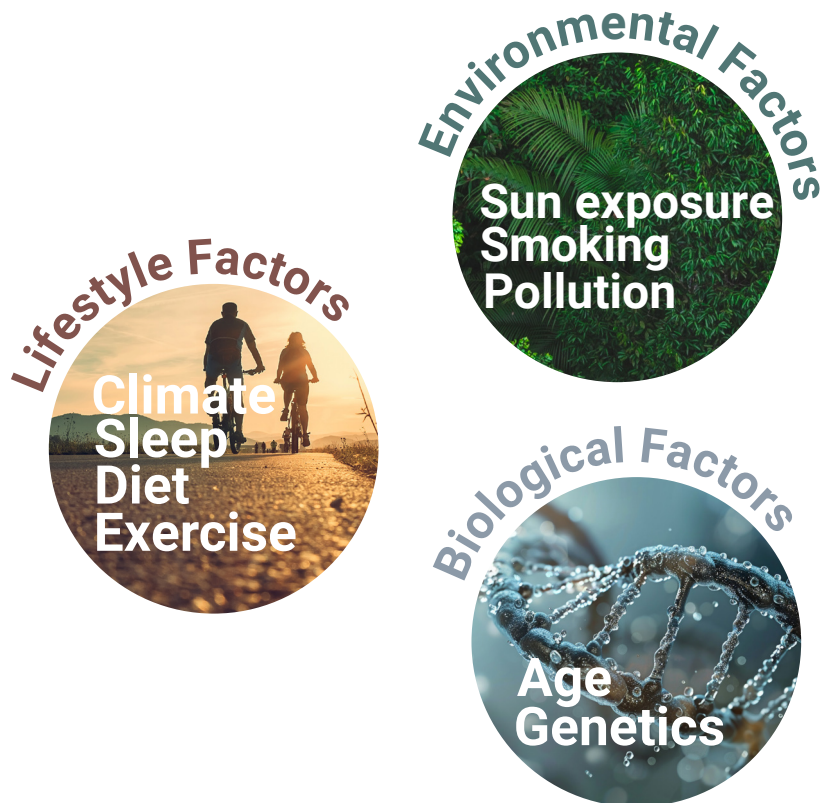 Environmental Factors
Sun exposure
Smoking
Pollution
Lifestyle Factors
Climate
Sleep
Diet
Exercise
Biological Factors
Age
Genetics